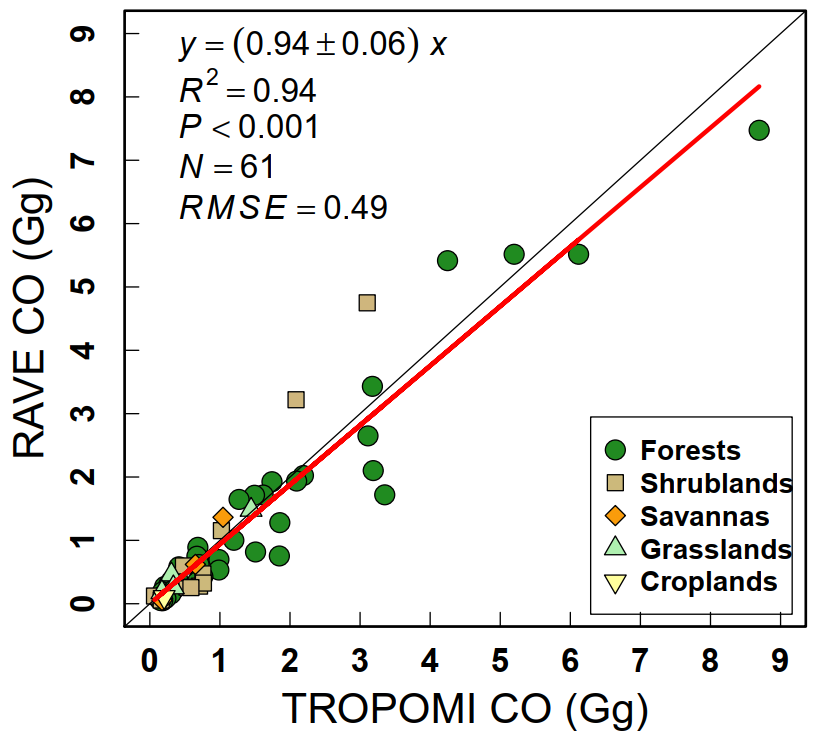 y = (0.94 ± 0.06) x
R² = 0.94
P < 0.001
N = 61
RMSE = 0.49
RAVE CO (Gg)
9
8
7
6
5
4
3
2
1
0
Forests
Shrublands
Savannas
Grasslands
Croplands
0 1 2 3 4 5 6 7 8 9
TROPOMI CO (Gg)